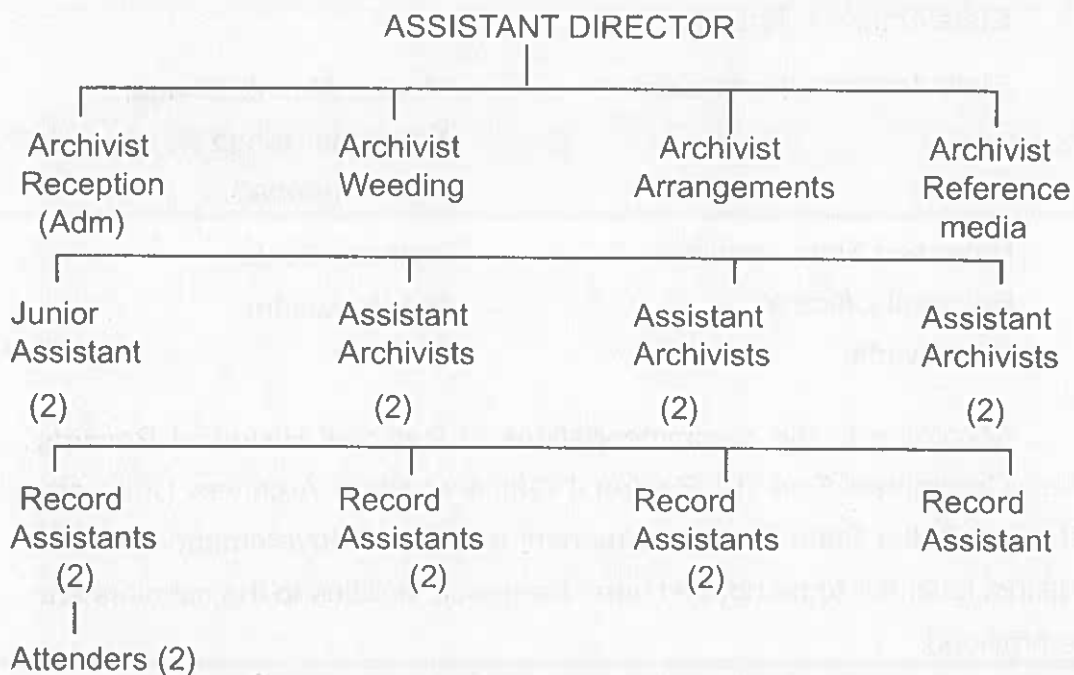 ASSISTANT DIRECTOR
Archivist
Reception
(Adm)
Archivist
Weeding
Archivist
Arrangements
Archivist
Reference
media
Junior
Assistant
(2)
Assistant
Archivists
(2)
Assistant
Archivists
(2)
Assistant
Archivists
(2)
Record
Assistants
(2)
Record
Assistants
(2)
Record
Assistants
(2)
Record
Assistant
Attenders (2)